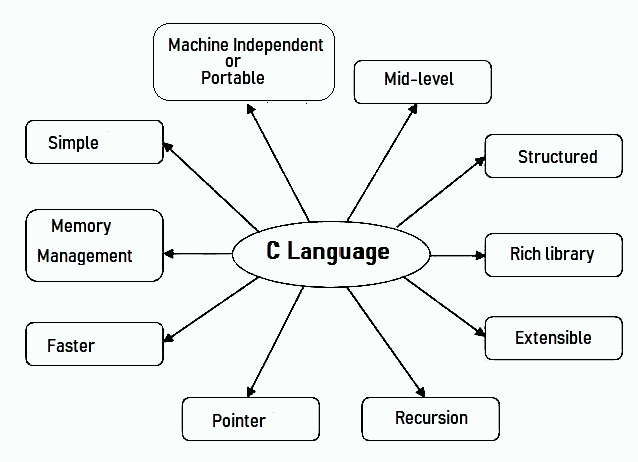 Machine Independent
or
Portable
Mid-level
Simple
Structured
Memory
Management
C Language
Rich library
Faster
Extensible
Pointer
Recursion